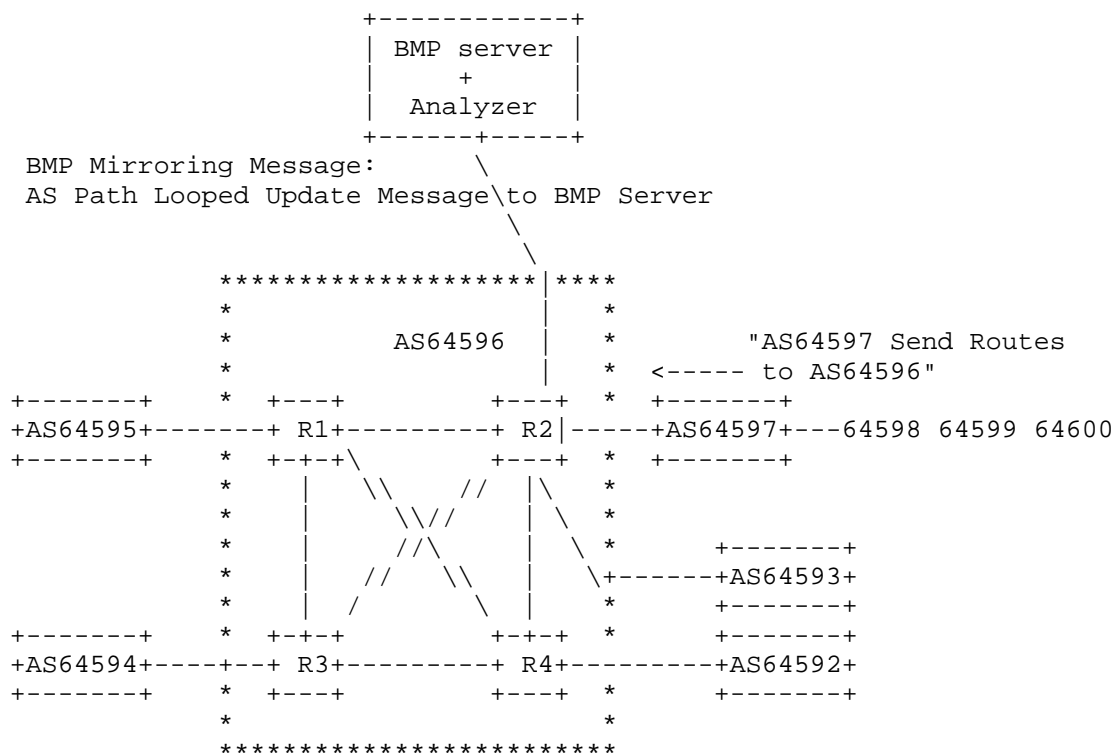 BMP server
+
Analyzer
BMP Mirroring Message:
AS Path Looped Update Message to BMP Server
AS64596 "AS64597 Send Routes
<----- to AS64596"
AS64595 R1 R2 AS64597 64598 64599 64600
AS64593
AS64594 R3 R4 AS64592